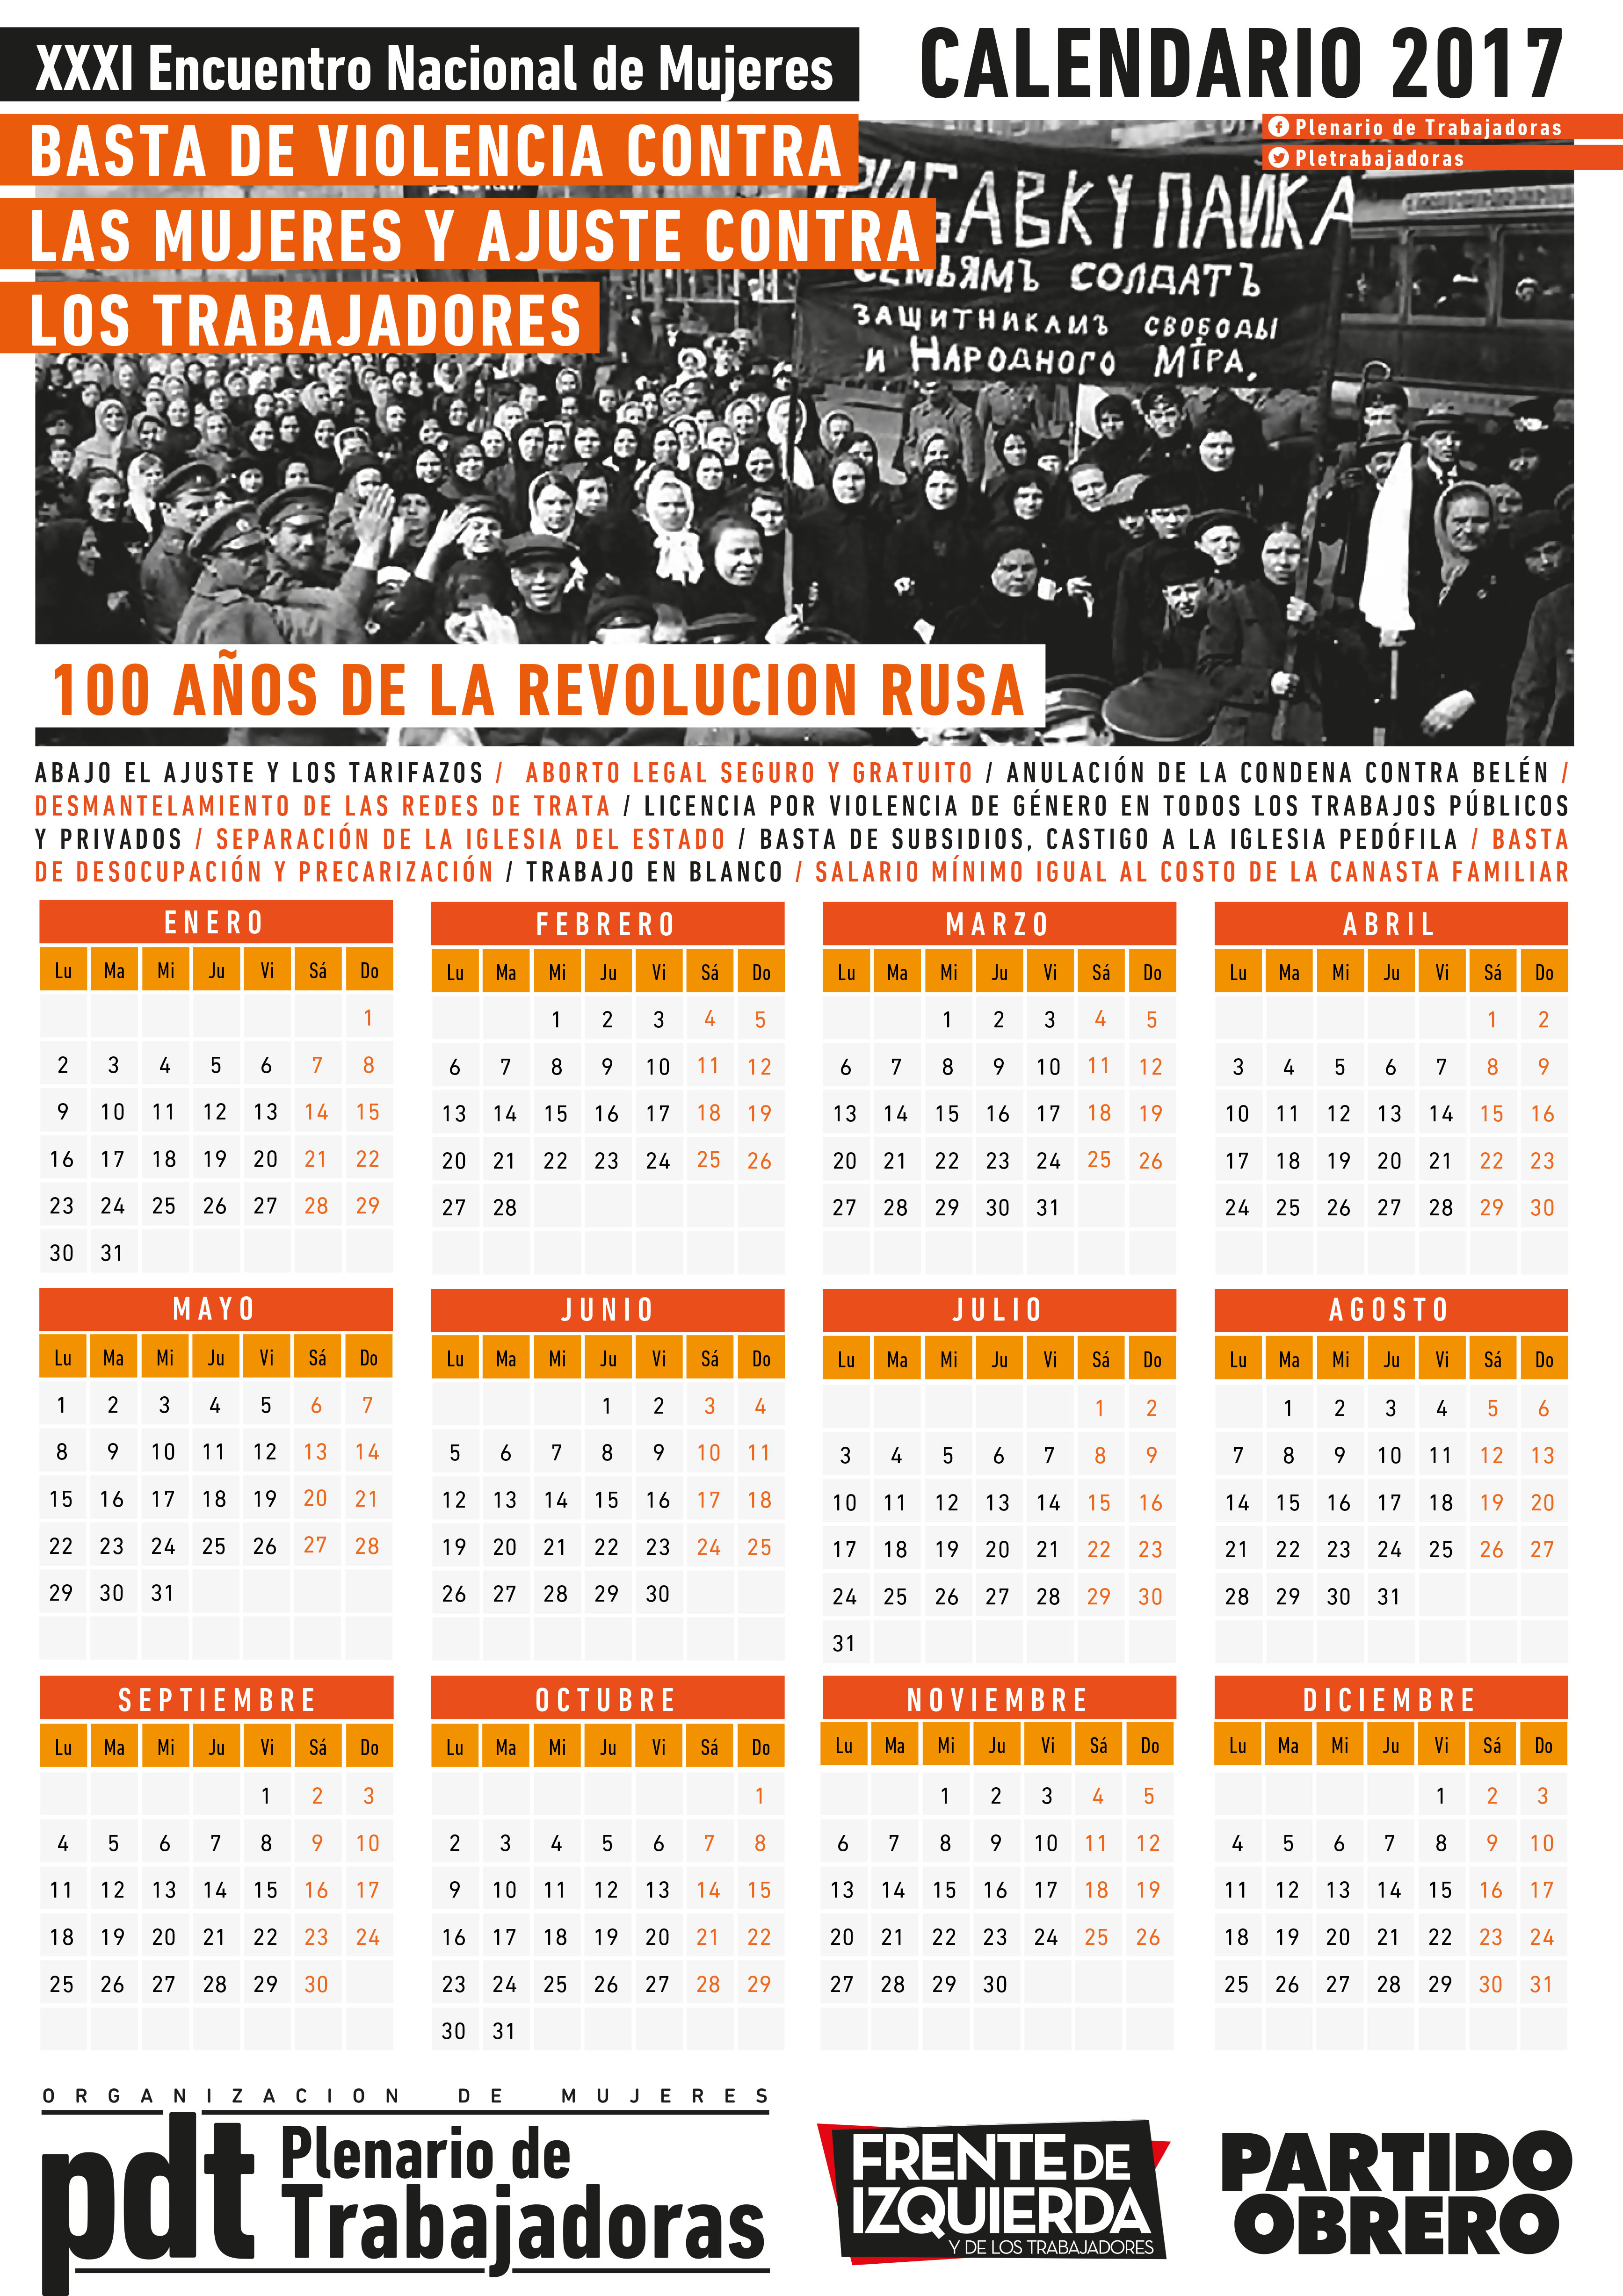 XXXI Encuentro Nacional de Mujeres
CALENDARIO 2017
BASTA DE VIOLENCIA CONTRA
LAS MUJERES Y AJUSTE CONTRA
LOS TRABAJADORES
Plenario de Trabajadoras
Pletrabajadoras
ПАИКА
СЕМЬЯМЪ СОЛДАТЪ
ЗАЩИТНИКАМЪ СВОБОДЫ
И НАРОДНОГО МIРА.
100 AÑOS DE LA REVOLUCION RUSA
ABAJO EL AJUSTE Y LOS TARIFAZOS / ABORTO LEGAL SEGURO Y GRATUITO / ANULACIÓN DE LA CONDENA CONTRA BELÉN /
DESMANTELAMIENTO DE LAS REDES DE TRATA / LICENCIA POR VIOLENCIA DE GÉNERO EN TODOS LOS TRABAJOS PÚBLICOS
Y PRIVADOS / SEPARACIÓN DE LA IGLESIA DEL ESTADO / BASTA DE SUBSIDIOS, CASTIGO A LA IGLESIA PEDÓFILA / BASTA
DE DESOCUPACIÓN Y PRECARIZACIÓN / TRABAJO EN BLANCO / SALARIO MÍNIMO IGUAL AL COSTO DE LA CANASTA FAMILIAR
ENERO
Lu Ma Mi Ju Vi Sá Do
1
2 3 4 5 6 7 8
9 10 11 12 13 14 15
16 17 18 19 20 21 22
23 24 25 26 27 28 29
30 31
FEBRERO
Lu Ma Mi Ju Vi Sá Do
1 2 3 4 5
6 7 8 9 10 11 12
13 14 15 16 17 18 19
20 21 22 23 24 25 26
27 28
MARZO
Lu Ma Mi Ju Vi Sá Do
1 2 3 4 5
6 7 8 9 10 11 12
13 14 15 16 17 18 19
20 21 22 23 24 25 26
27 28 29 30 31
ABRIL
Lu Ma Mi Ju Vi Sá Do
1 2
3 4 5 6 7 8 9
10 11 12 13 14 15 16
17 18 19 20 21 22 23
24 25 26 27 28 29 30
MAYO
Lu Ma Mi Ju Vi Sá Do
1 2 3 4 5 6 7
8 9 10 11 12 13 14
15 16 17 18 19 20 21
22 23 24 25 26 27 28
29 30 31
JUNIO
Lu Ma Mi Ju Vi Sá Do
1 2 3 4
5 6 7 8 9 10 11
12 13 14 15 16 17 18
19 20 21 22 23 24 25
26 27 28 29 30
JULIO
Lu Ma Mi Ju Vi Sá Do
1 2
3 4 5 6 7 8 9
10 11 12 13 14 15 16
17 18 19 20 21 22 23
24 25 26 27 28 29 30
31
AGOSTO
Lu Ma Mi Ju Vi Sá Do
1 2 3 4 5 6
7 8 9 10 11 12 13
14 15 16 17 18 19 20
21 22 23 24 25 26 27
28 29 30 31
SEPTIEMBRE
Lu Ma Mi Ju Vi Sá Do
1 2 3
4 5 6 7 8 9 10
11 12 13 14 15 16 17
18 19 20 21 22 23 24
25 26 27 28 29 30
OCTUBRE
Lu Ma Mi Ju Vi Sá Do
1
2 3 4 5 6 7 8
9 10 11 12 13 14 15
16 17 18 19 20 21 22
23 24 25 26 27 28 29
30 31
NOVIEMBRE
Lu Ma Mi Ju Vi Sá Do
1 2 3 4 5
6 7 8 9 10 11 12
13 14 15 16 17 18 19
20 21 22 23 24 25 26
27 28 29 30
DICIEMBRE
Lu Ma Mi Ju Vi Sá Do
1 2 3
4 5 6 7 8 9 10
11 12 13 14 15 16 17
18 19 20 21 22 23 24
25 26 27 28 29 30 31
ORGANIZACION DE MUJERES
pdt Plenario de
Trabajadoras
FRENTE DE
IZQUIERDA
Y DE LOS TRABAJADORES
PARTIDO
OBRERO